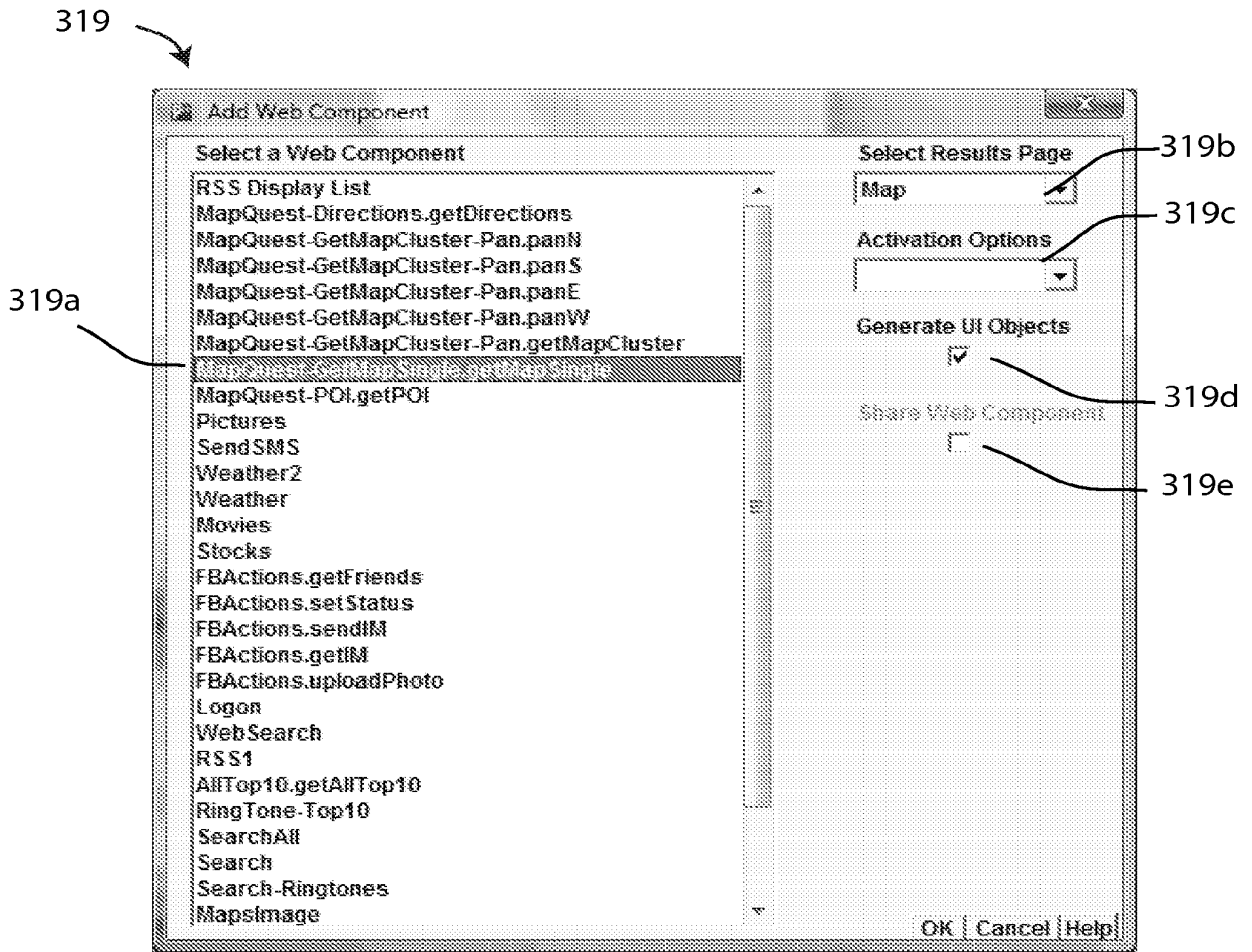 319
Add Web Component
Select a Web Component
RSS Display List
MapQuest-Directions.getDirections
MapQuest-GetMapCluster-Pan.panN
MapQuest-GetMapCluster-Pan.panS
MapQuest-GetMapCluster-Pan.panE
MapQuest-GetMapCluster-Pan.panW
MapQuest-GetMapCluster-Pan.getMapCluster
MapQuest-GetMapSingle.getMapSingle
MapQuest-POI.getPOI
Pictures
SendSMS
Weather2
Weather
Movies
Stocks
FBActions.getFriends
FBActions.setStatus
FBActions.sendIM
FBActions.getIM
FBActions.uploadPhoto
Logon
WebSearch
RSS1
AllTop10.getAllTop10
RingTone-Top10
SearchAll
Search
Search-Ringtones
MapsImage
319a
Select Results Page
Map
Activation Options
Generate UI Objects
Share Web Component
319b
319c
319d
319e
OK Cancel Help